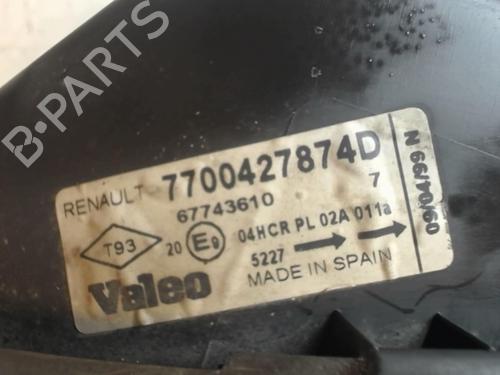 B-PARTS
RENAULT 7700427874D
67743610 7
T93 20 E9 04HCR PL 02A 011a
5227
Valeo MADE IN SPAIN
09/04/99 N